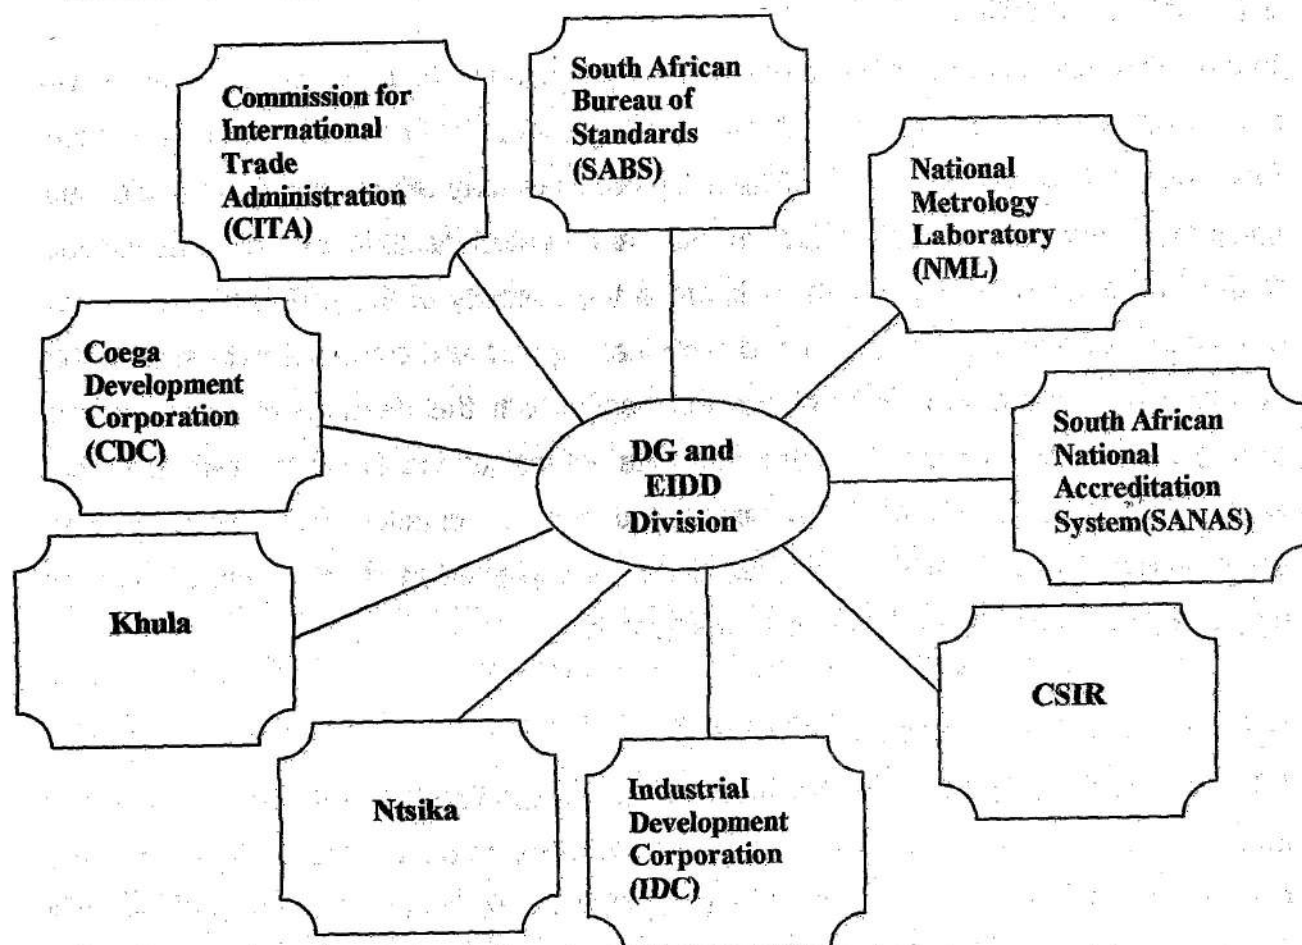 Commission for
International
Trade
Administration
(CITA)
South African
Bureau of
Standards
(SABS)
National
Metrology
Laboratory
(NML)
Coega
Development
Corporation
(CDC)
DG and
EIDD
Division
South African
National
Accreditation
System(SANAS)
Khula
CSIR
Ntsika
Industrial
Development
Corporation
(IDC)